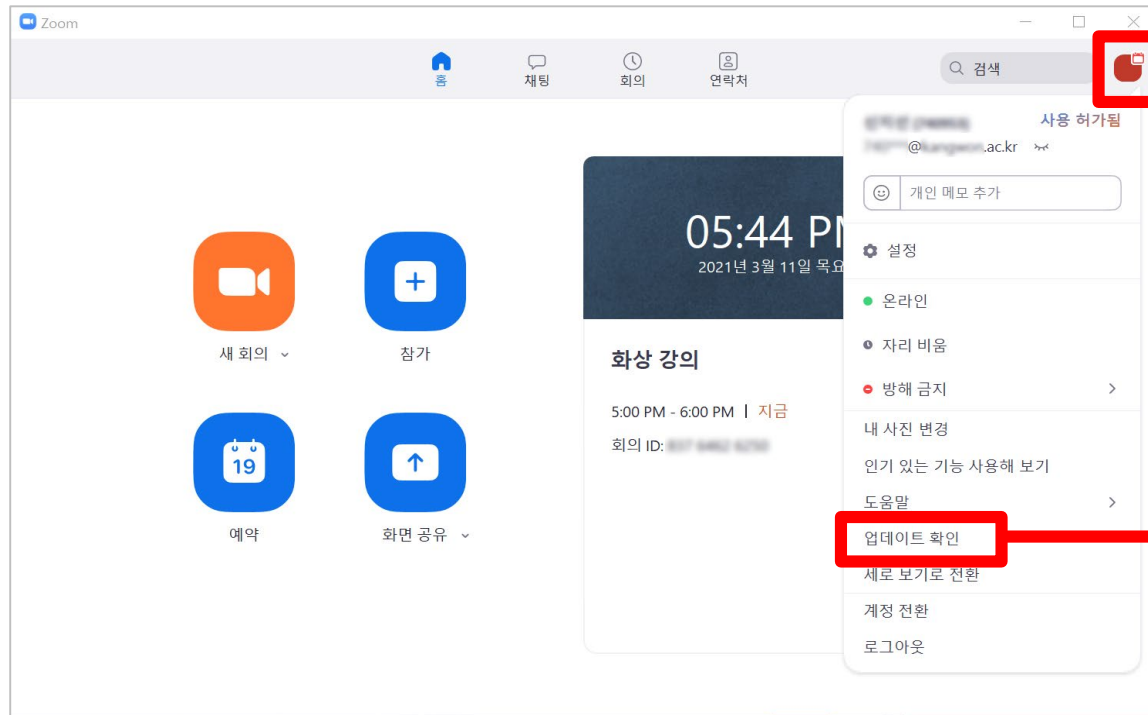 Zoom
홈
채팅
회의
연락처
검색
사용 허가됨
@ .ac.kr
개인 메모 추가
설정
온라인
자리 비움
방해 금지
내 사진 변경
인기 있는 기능 사용해 보기
도움말
업데이트 확인
세로 보기로 전환
계정 전환
로그아웃
05:44
2021년 3월 11일
화상 강의
5:00 PM - 6:00 PM | 지금
회의 ID:
새 회의
참가
19
예약
화면 공유